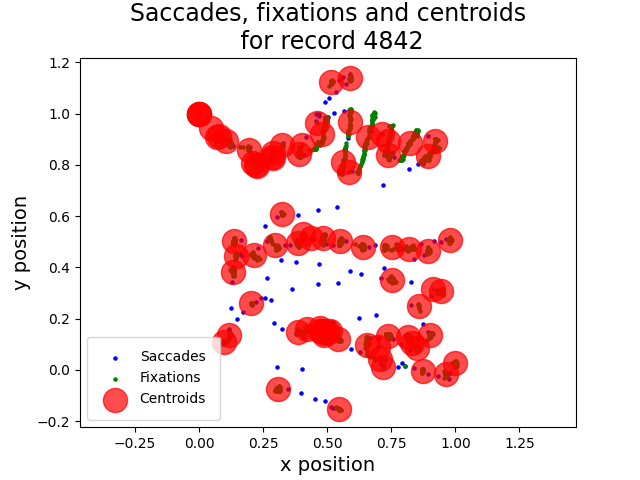 Saccades, fixations and centroids
for record 4842
1.2
1.0
0.8
0.6
0.4
0.2
0.0
−0.2
y position
Saccades
Fixations
Centroids
−0.25
0.00
0.25
0.50
0.75
1.00
1.25
x position